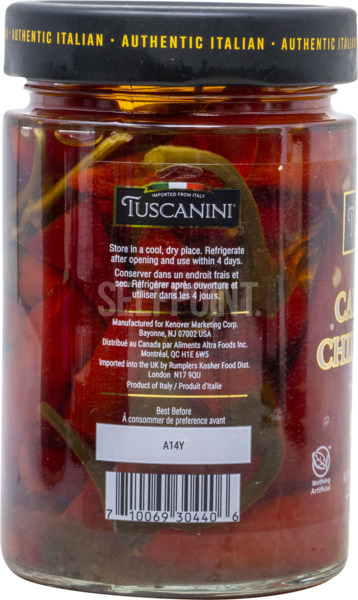 AUTHENTIC ITALIAN • AUTHENTIC ITALIAN • AUTHENTIC ITALIAN
IMPORTED FROM ITALY
TUSCANINI®
Store in a cool, dry place. Refrigerate
after opening and use within 4 days.
Conserver dans un endroit frais et
sec. Réfrigérer après ouverture et
utiliser dans les 4 jours.
SELFPOINT.
Manufactured for Kenover Marketing Corp.
Bayonne, NJ 07002 USA
Distribué au Canada par Aliments Altra Foods Inc.
Montréal, QC H1E 6W5
Imported into the UK by Rumplers Kosher Food Dist.
London N17 9QU
Product of Italy / Produit d'Italie
Best Before
À consommer de preference avant
A14Y
7 10069 30440 6
CA
CHI
Nothing
Artificial